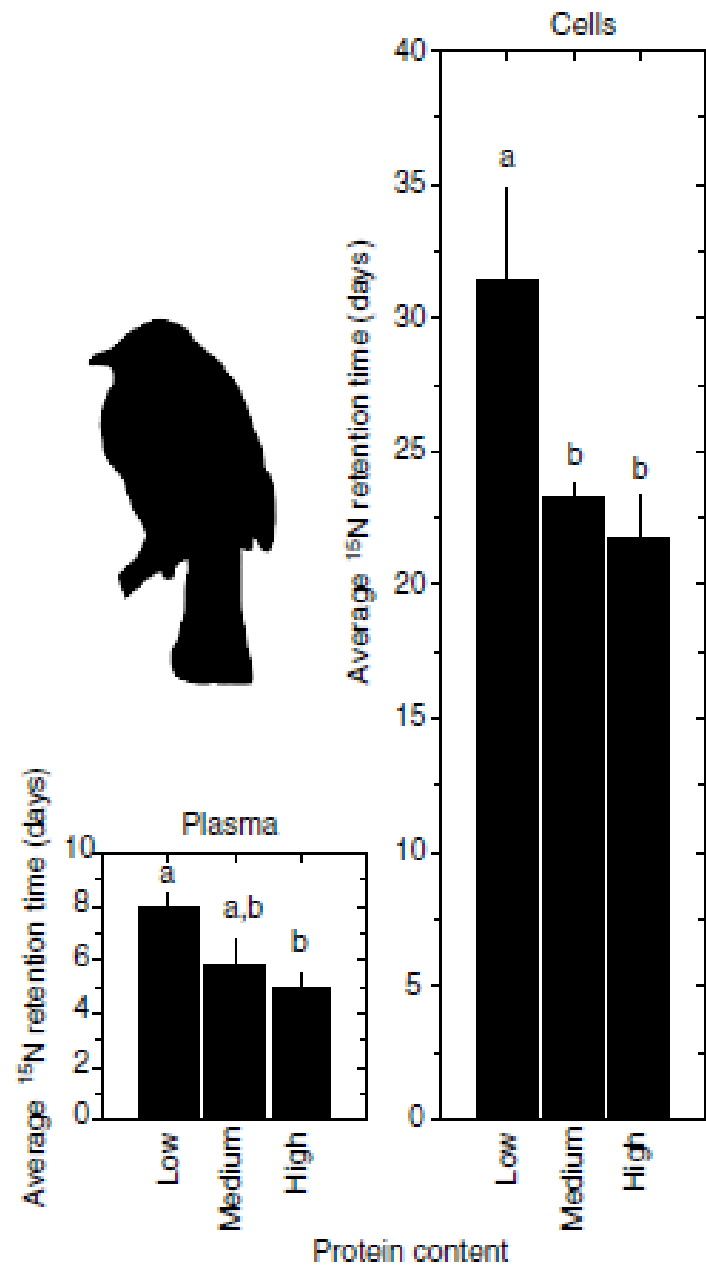 Cells
40
35
30
25
20
15
10
5
0
a
b
b
Average ¹⁵N retention time (days)
Low
Medium
High
Plasma
10
8
6
4
2
0
a
a,b
b
Average ¹⁵N retention time (days)
Low
Medium
High
Protein content